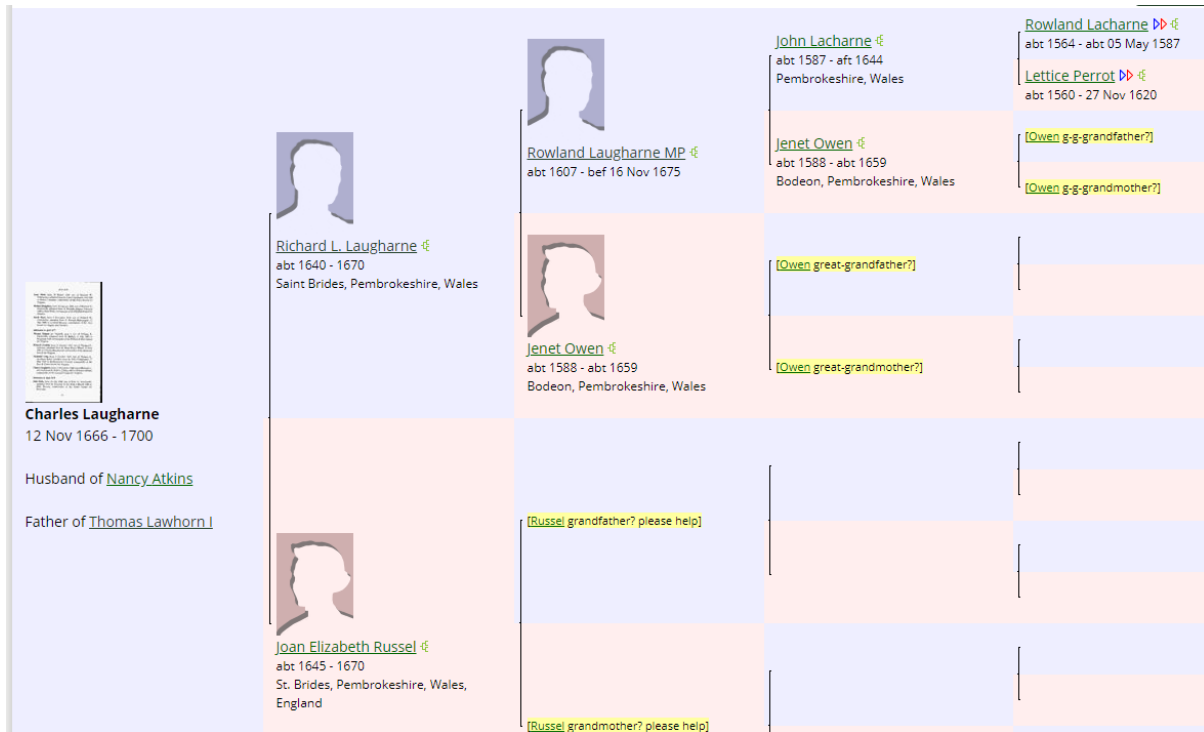 Charles Laugharne
12 Nov 1666 - 1700
Husband of Nancy Atkins
Father of Thomas Lawhorn I
Richard L. Laugharne
abt 1640 - 1670
Saint Brides, Pembrokeshire, Wales
Joan Elizabeth Russel
abt 1645 - 1670
St. Brides, Pembrokeshire, Wales,
England
Rowland Laugharne MP
abt 1607 - bef 16 Nov 1675
Jenet Owen
abt 1588 - abt 1659
Bodeon, Pembrokeshire, Wales
[Russel grandfather? please help]
[Russel grandmother? please help]
John Lacharne
abt 1587 - aft 1644
Pembrokeshire, Wales
Jenet Owen
abt 1588 - abt 1659
Bodeon, Pembrokeshire, Wales
[Owen great-grandfather?]
[Owen great-grandmother?]
Rowland Lacharne
abt 1564 - abt 05 May 1587
Lettice Perrot
abt 1560 - 27 Nov 1620
[Owen g-g-grandfather?]
[Owen g-g-grandmother?]